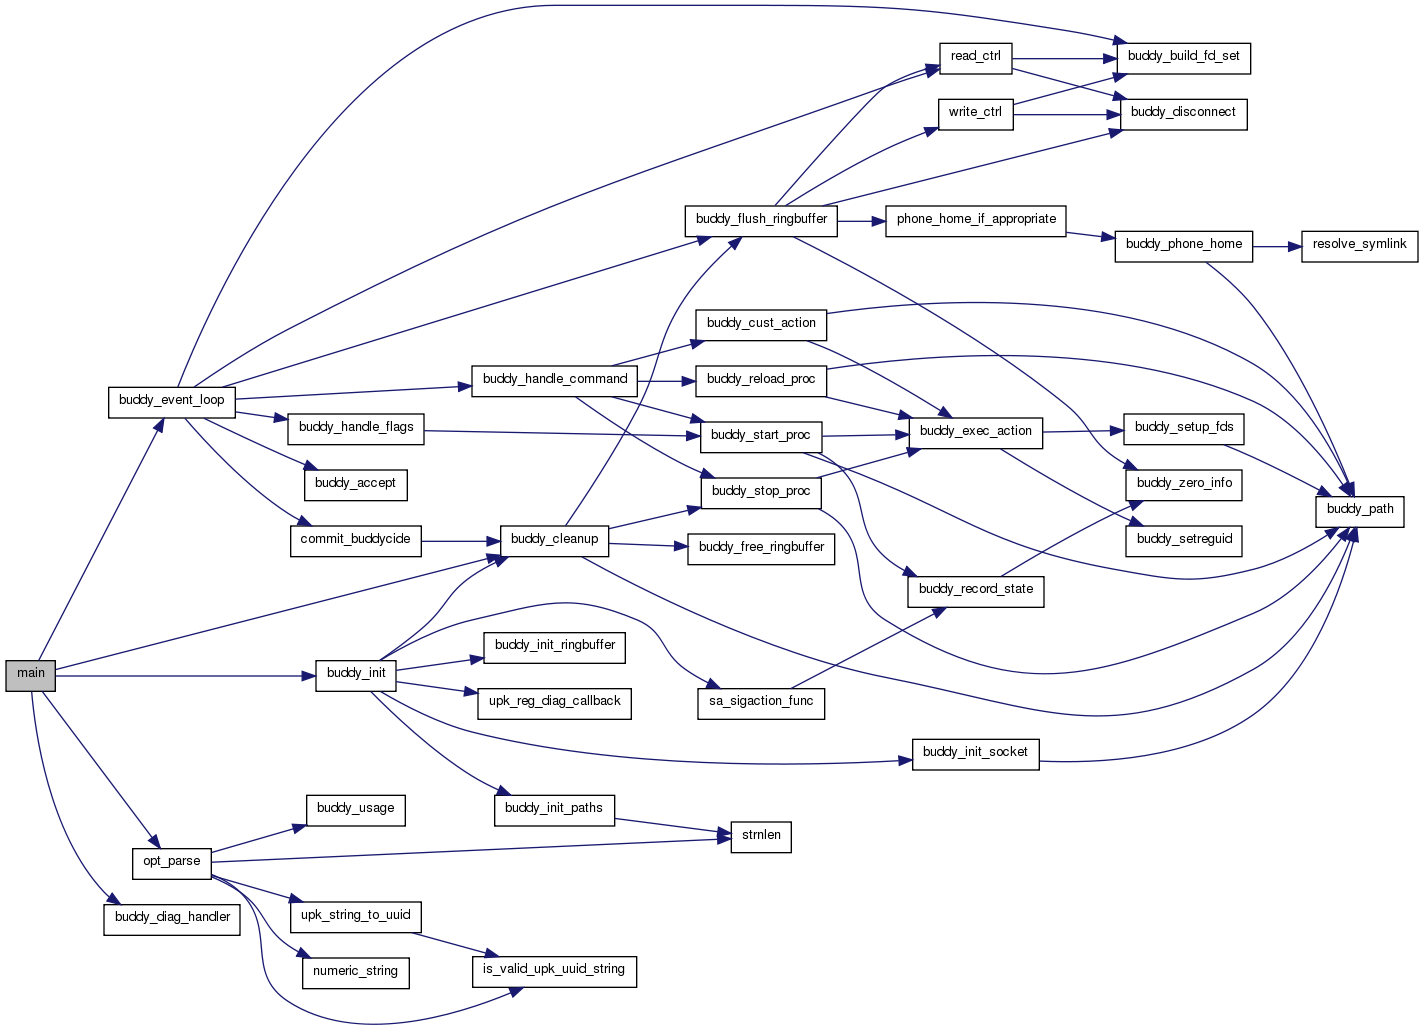 main
buddy_event_loop
buddy_diag_handler
opt_parse
buddy_handle_flags
buddy_accept
commit_buddycide
buddy_init
buddy_usage
upk_string_to_uuid
numeric_string
buddy_handle_command
buddy_cleanup
buddy_init_ringbuffer
upk_reg_diag_callback
buddy_init_paths
is_valid_upk_uuid_string
buddy_flush_ringbuffer
buddy_cust_action
buddy_reload_proc
buddy_start_proc
buddy_stop_proc
buddy_free_ringbuffer
sa_sigaction_func
strnlen
read_ctrl
write_ctrl
phone_home_if_appropriate
buddy_exec_action
buddy_record_state
buddy_init_socket
buddy_build_fd_set
buddy_disconnect
buddy_phone_home
buddy_setup_fds
buddy_zero_info
buddy_setreguid
resolve_symlink
buddy_path